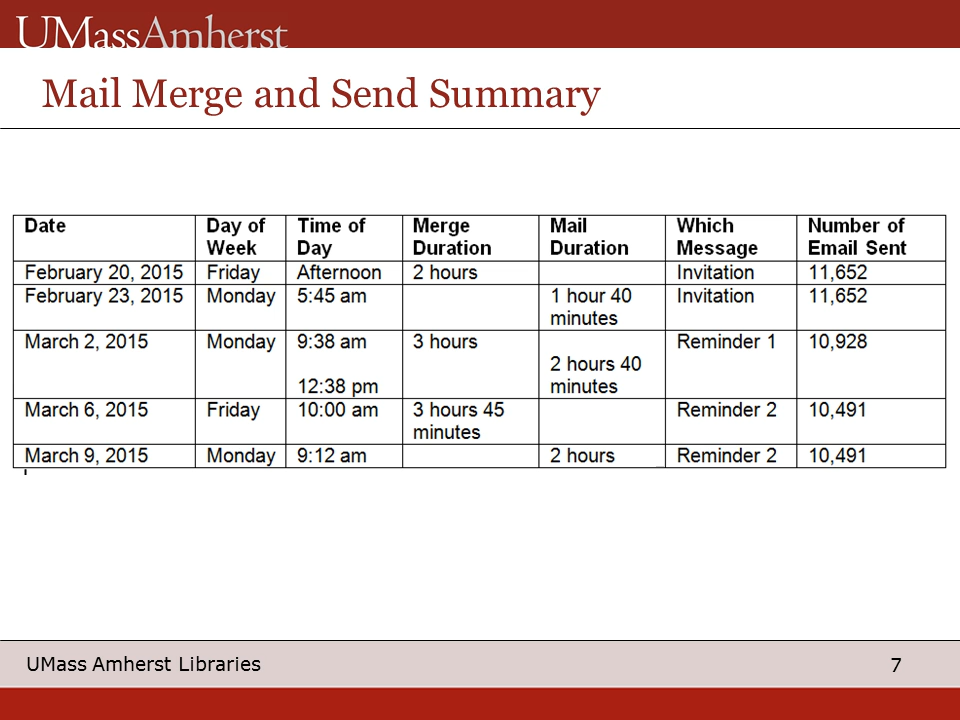 UMassAmherst
Mail Merge and Send Summary
Date Day of Week Time of Day Merge Duration Mail Duration Which Message Number of Email Sent
February 20, 2015 Friday Afternoon 2 hours Invitation 11,652
February 23, 2015 Monday 5:45 am 1 hour 40 minutes Invitation 11,652
March 2, 2015 Monday 9:38 am 12:38 pm 3 hours 2 hours 40 minutes Reminder 1 10,928
March 6, 2015 Friday 10:00 am 3 hours 45 minutes Reminder 2 10,491
March 9, 2015 Monday 9:12 am 2 hours Reminder 2 10,491
UMass Amherst Libraries 7